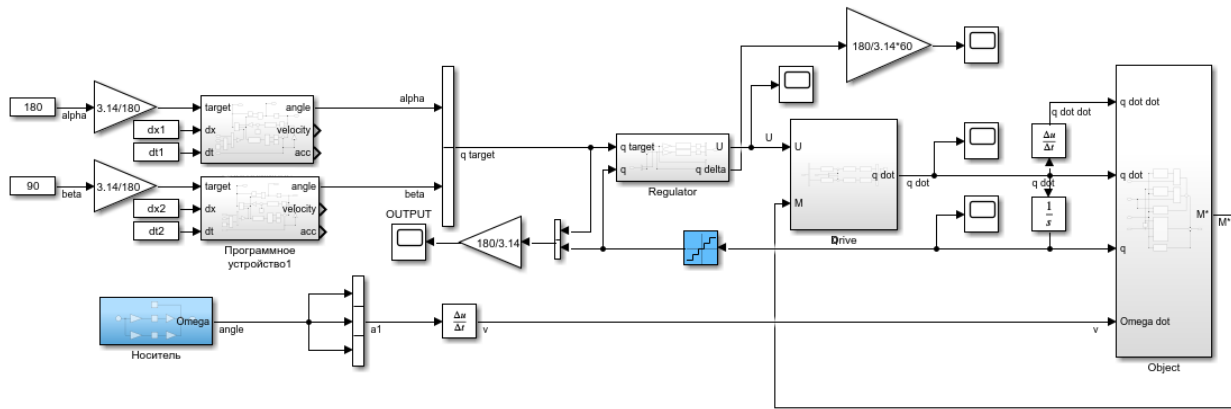 180/3.14*60
180
alpha
3.14/180
target
dx
dt
angle
velocity
acc
dx1
dt1
alpha
90
beta
3.14/180
target
dx
dt
angle
velocity
acc
dx2
dt2
beta
Программное
устройство1
q target
OUTPUT
180/3.14
q target
q
U
q delta
Regulator
U
U
M
q dot
Drive
q dot
q dot
q dot dot
Δu
Δt
1
s
q dot dot
q dot
q
Omega dot
M*
M*
Object
Omega
Носитель
angle
a1
Δu
Δt
v
v